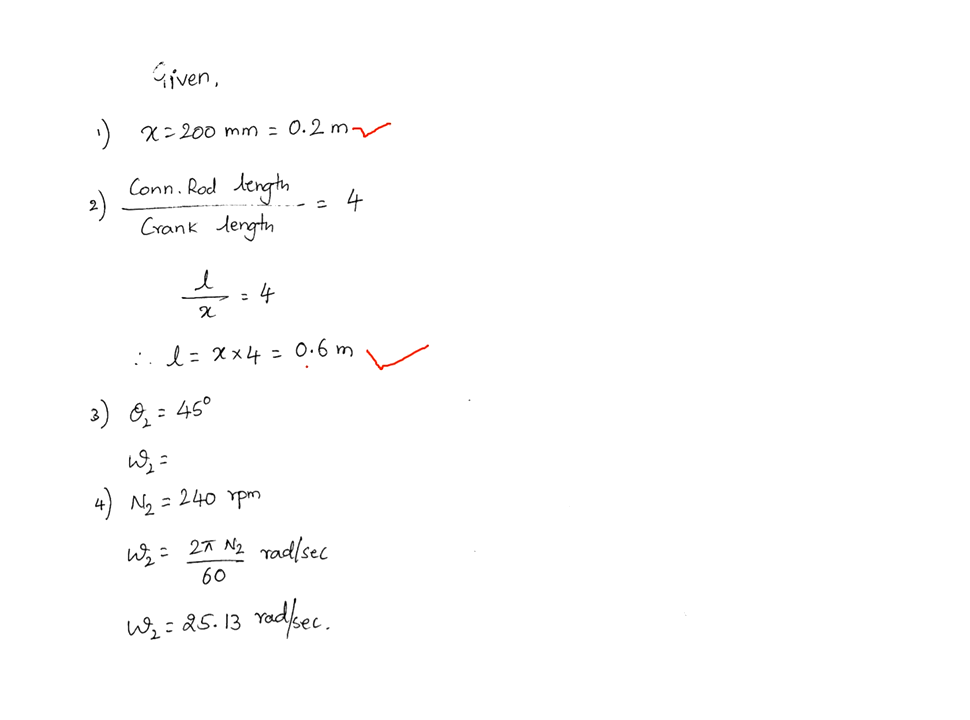 Given,
1) x = 200 mm = 0.2 m
2) Conn. Rod length / Crank length = 4
l / x = 4
∴ l = x × 4 = 0.6 m
3) θ₂ = 45°
ω₂ =
4) N₂ = 240 rpm
ω₂ = 2π N₂ / 60 rad/sec
ω₂ = 25.13 rad/sec.